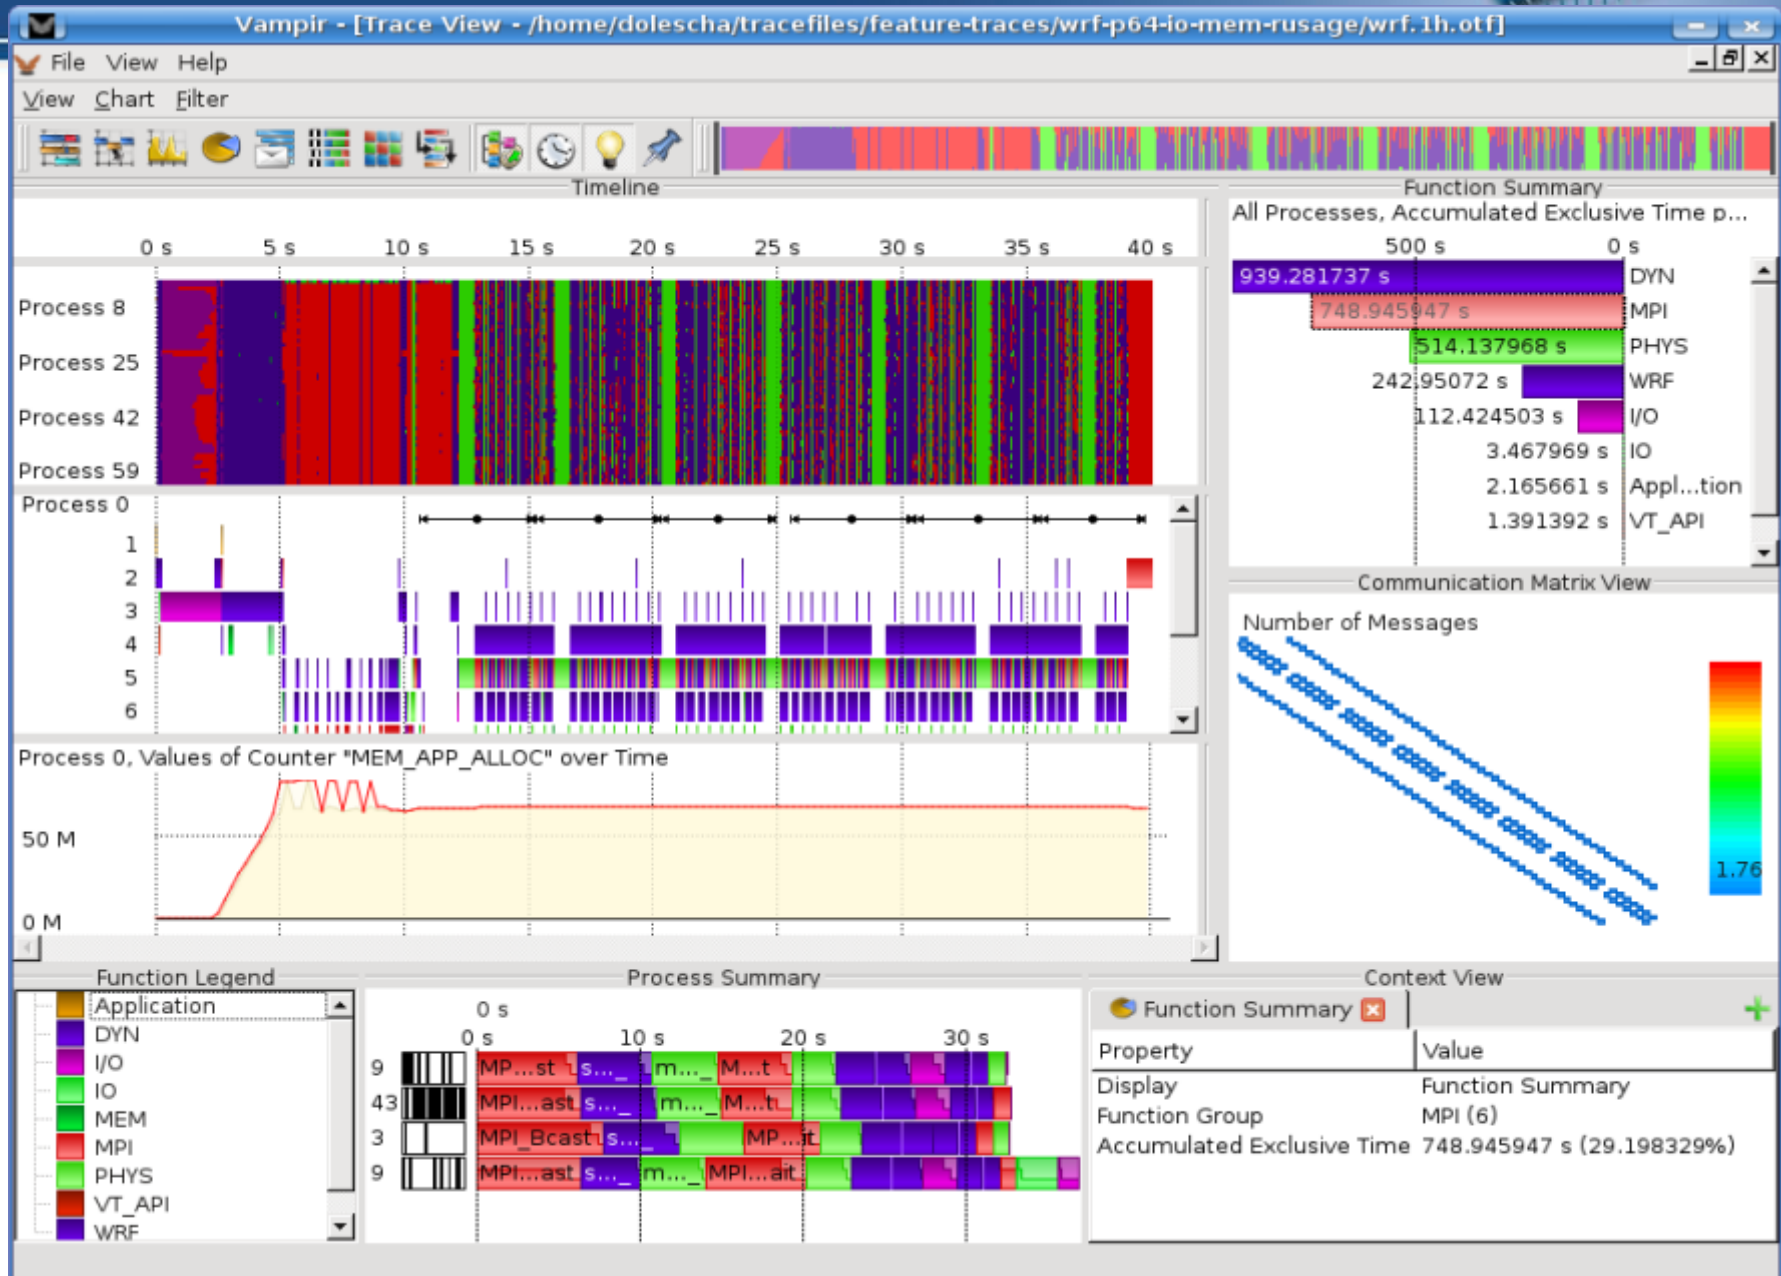 Vampir - [Trace View - /home/dolescha/tracefiles/feature-traces/wrf-p64-io-mem-rusage/wrf.1h.otf]
File View Help
View Chart Filter
Timeline
0 s 5 s 10 s 15 s 20 s 25 s 30 s 35 s 40 s
Process 8
Process 25
Process 42
Process 59
Process 0
1
2
3
4
5
6
Process 0, Values of Counter "MEM_APP_ALLOC" over Time
50 M
0 M
Function Summary
All Processes, Accumulated Exclusive Time p...
500 s 0 s
939.281737 s DYN
748.945947 s MPI
514.137968 s PHYS
242.95072 s WRF
112.424503 s I/O
3.467969 s IO
2.165661 s Appl...tion
1.391392 s VT_API
Communication Matrix View
Number of Messages
1.76
Function Legend
Application
DYN
I/O
IO
MEM
MPI
PHYS
VT_API
WRF
Process Summary
0 s
0 s 10 s 20 s 30 s
9 MP...st s..._ m..._ M...t
43 MPI...ast s..._ m..._ M...t
3 MPI_Bcast s..._ MP...it
9 MPI...ast s..._ m..._ MPI...ait
Context View
Function Summary
Property Value
Display Function Summary
Function Group MPI (6)
Accumulated Exclusive Time 748.945947 s (29.198329%)